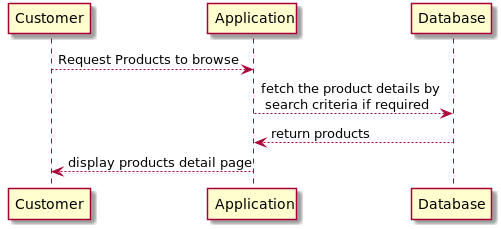 Customer
Application
Database
Request Products to browse
fetch the product details by
search criteria if required
return products
display products detail page
Customer
Application
Database